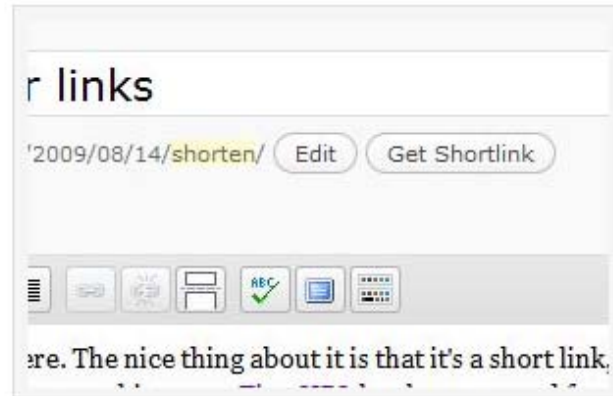 r links
/2009/08/14/shorten/ Edit Get Shortlink
ABC
ere. The nice thing about it is that it's a short link,